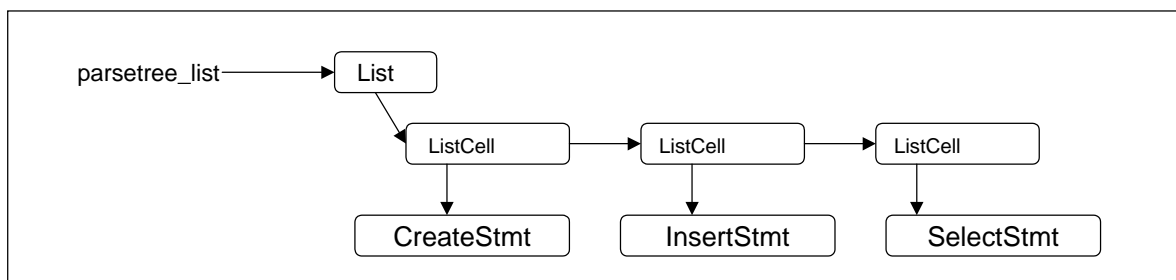 parsetree_list
List
ListCell
ListCell
ListCell
CreateStmt
InsertStmt
SelectStmt